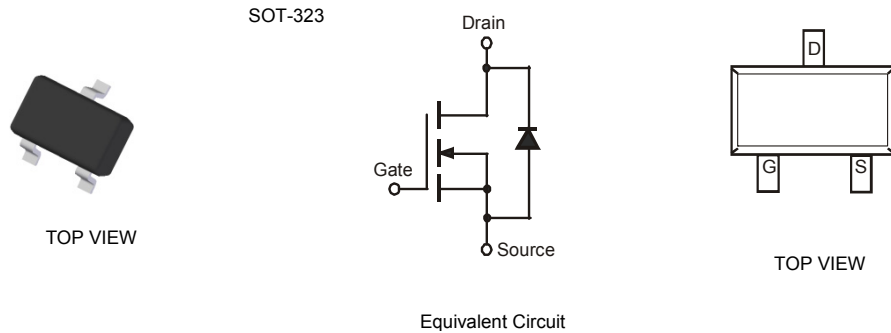 SOT-323
Drain
D
Gate
G
S
TOP VIEW
Source
TOP VIEW
Equivalent Circuit